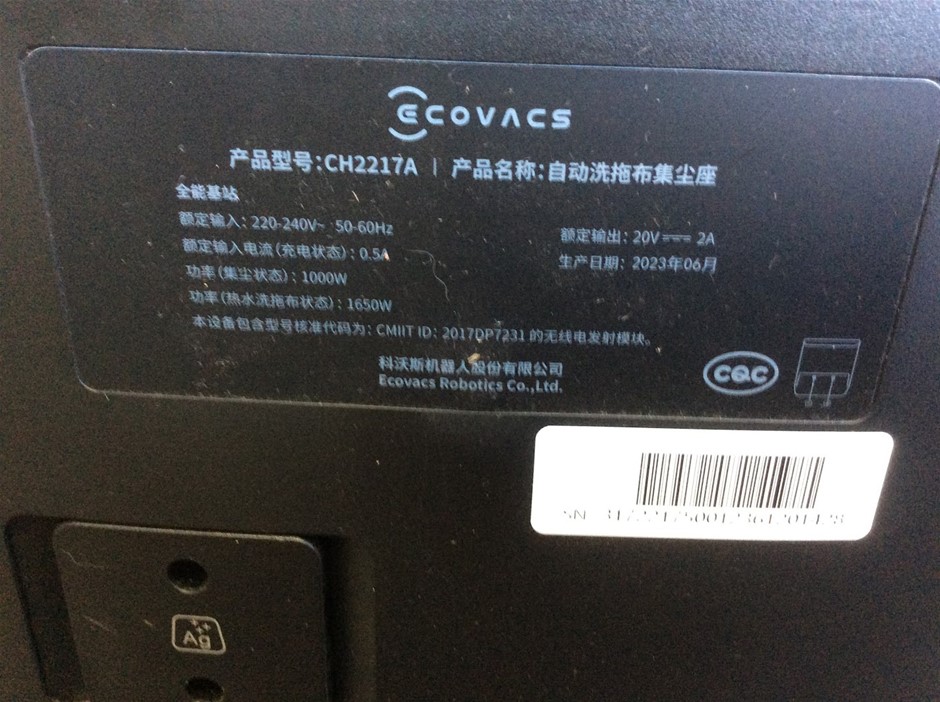 ECOVACS
产品型号:CH2217A | 产品名称:自动洗拖布集尘座
全能基站
额定输入: 220-240V~ 50-60Hz
额定输出: 20V⎓ 2A
额定输入电流(充电状态): 0.5A
生产日期: 2023年06月
功率(集尘状态): 1000W
功率(热水洗拖布状态): 1650W
本设备包含型号核准代码为: CMIIT ID: 2017DP7231 的无线电发射模块。
科沃斯机器人股份有限公司
Ecovacs Robotics Co.,Ltd.
CQC
SN
Ag